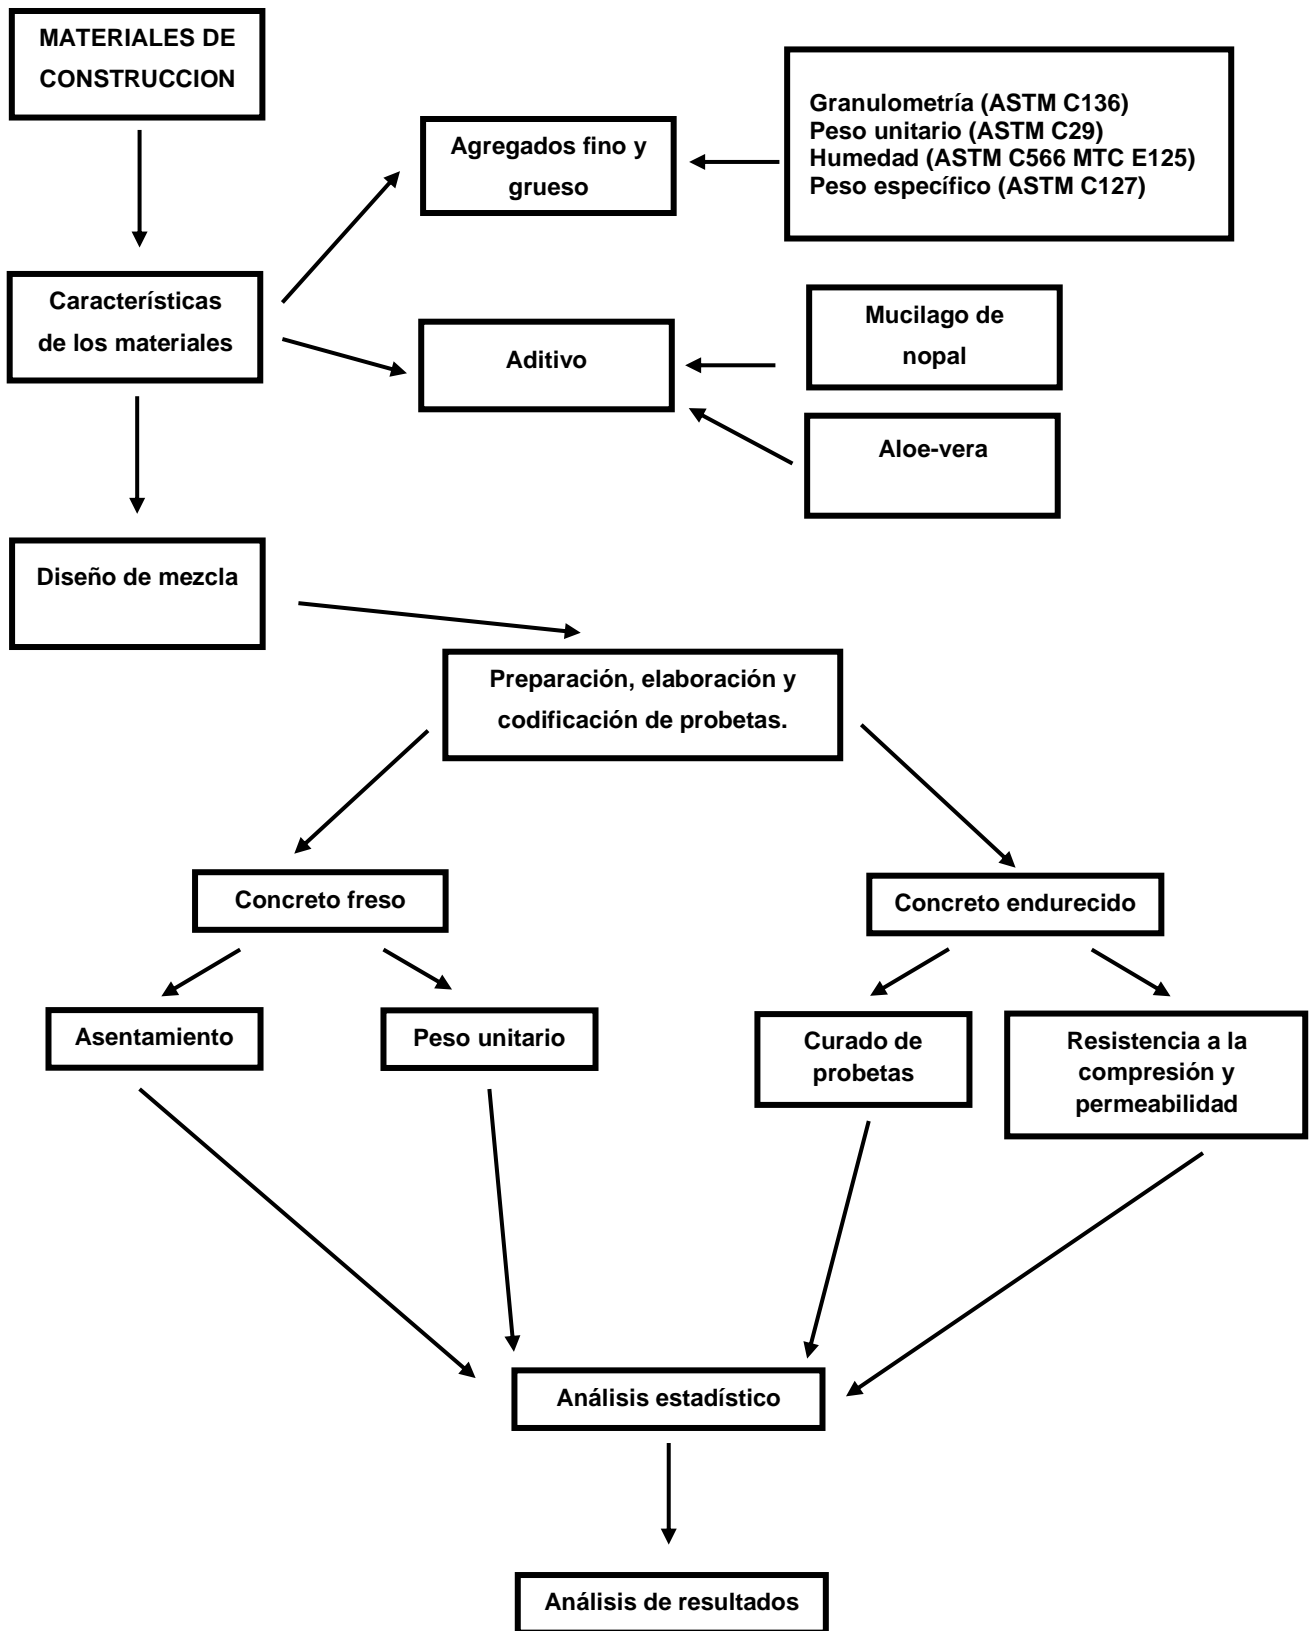 MATERIALES DE
CONSTRUCCION
Granulometría (ASTM C136)
Peso unitario (ASTM C29)
Humedad (ASTM C566 MTC E125)
Peso específico (ASTM C127)
Agregados fino y
grueso
Características
de los materiales
Aditivo
Mucilago de
nopal
Aloe-vera
Diseño de mezcla
Preparación, elaboración y
codificación de probetas.
Concreto freso
Concreto endurecido
Asentamiento
Peso unitario
Curado de
probetas
Resistencia a la
compresión y
permeabilidad
Análisis estadístico
Análisis de resultados